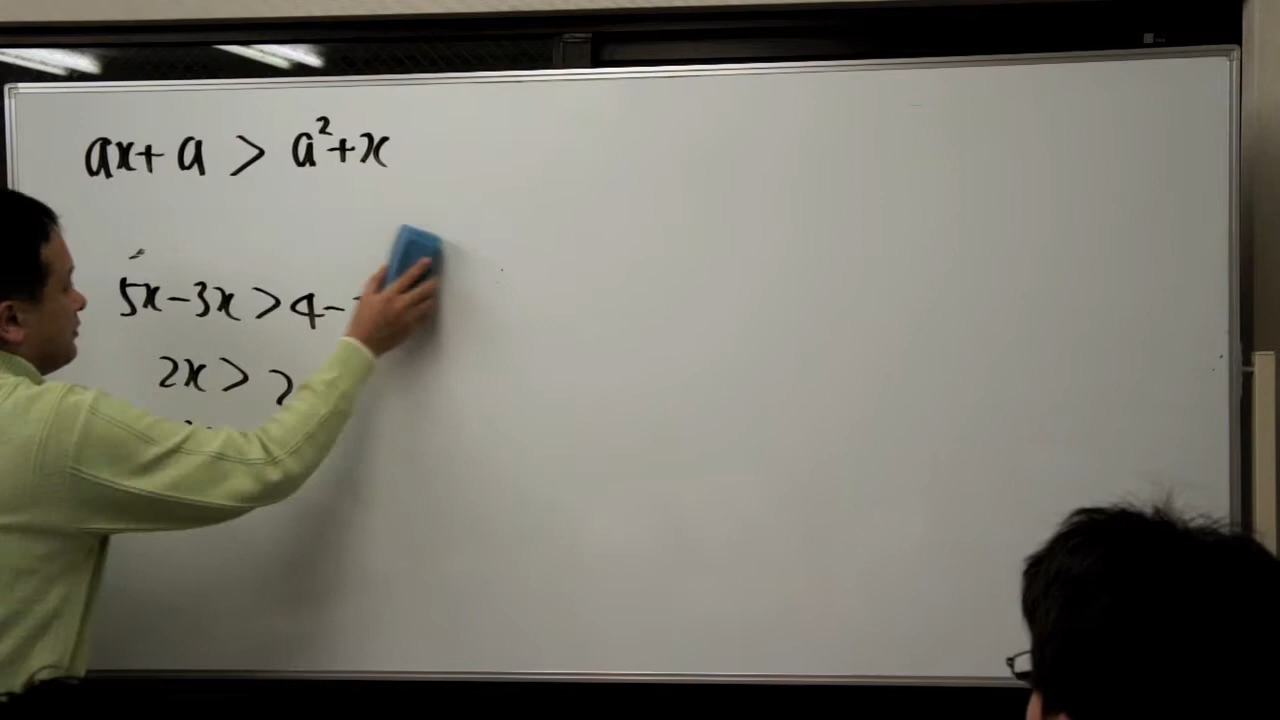 ax+a > a²+x
5x-3x>4-
2x>2